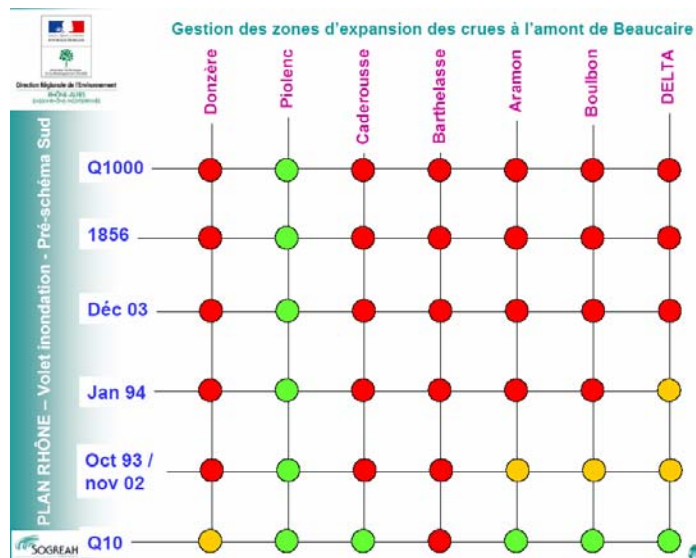 Gestion des zones d'expansion des crues à l'amont de Beaucaire
Direction Régionale de l'Environnement
RHÔNE-ALPES
PLAN RHÔNE – Volet inondation - Pré-schéma Sud
Donzère
Piolenc
Caderousse
Barthelasse
Aramon
Boulbon
DELTA
Q1000
1856
Déc 03
Jan 94
Oct 93 /
nov 02
Q10
SOGREAH